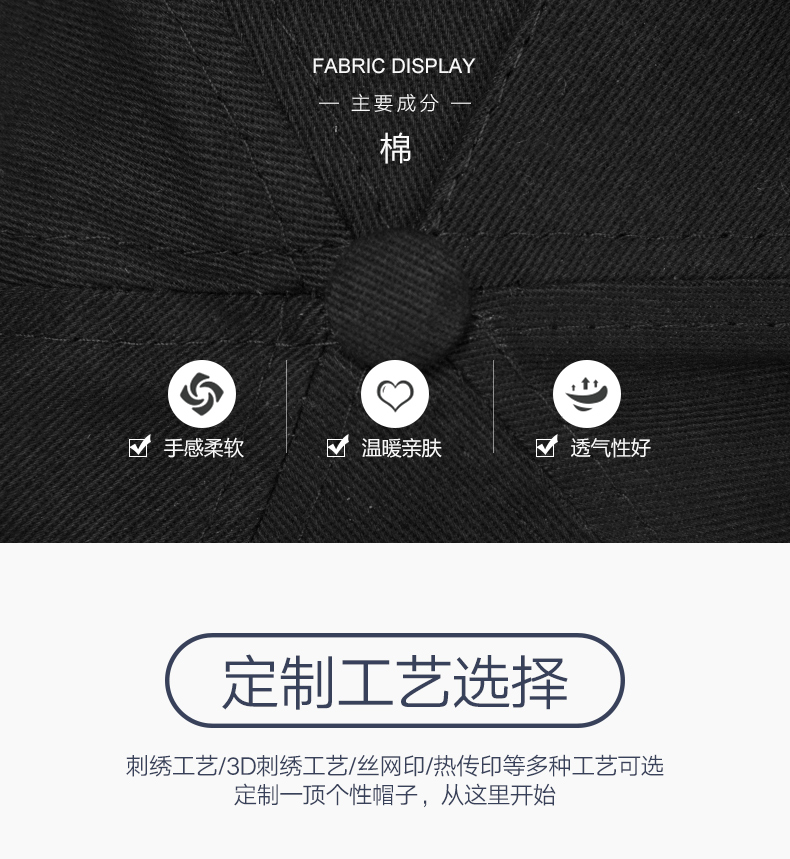 FABRIC DISPLAY
— 主要成分 —
棉
手感柔软
温暖亲肤
透气性好
定制工艺选择
刺绣工艺/3D刺绣工艺/丝网印/热传印等多种工艺可选
定制一顶个性帽子，从这里开始